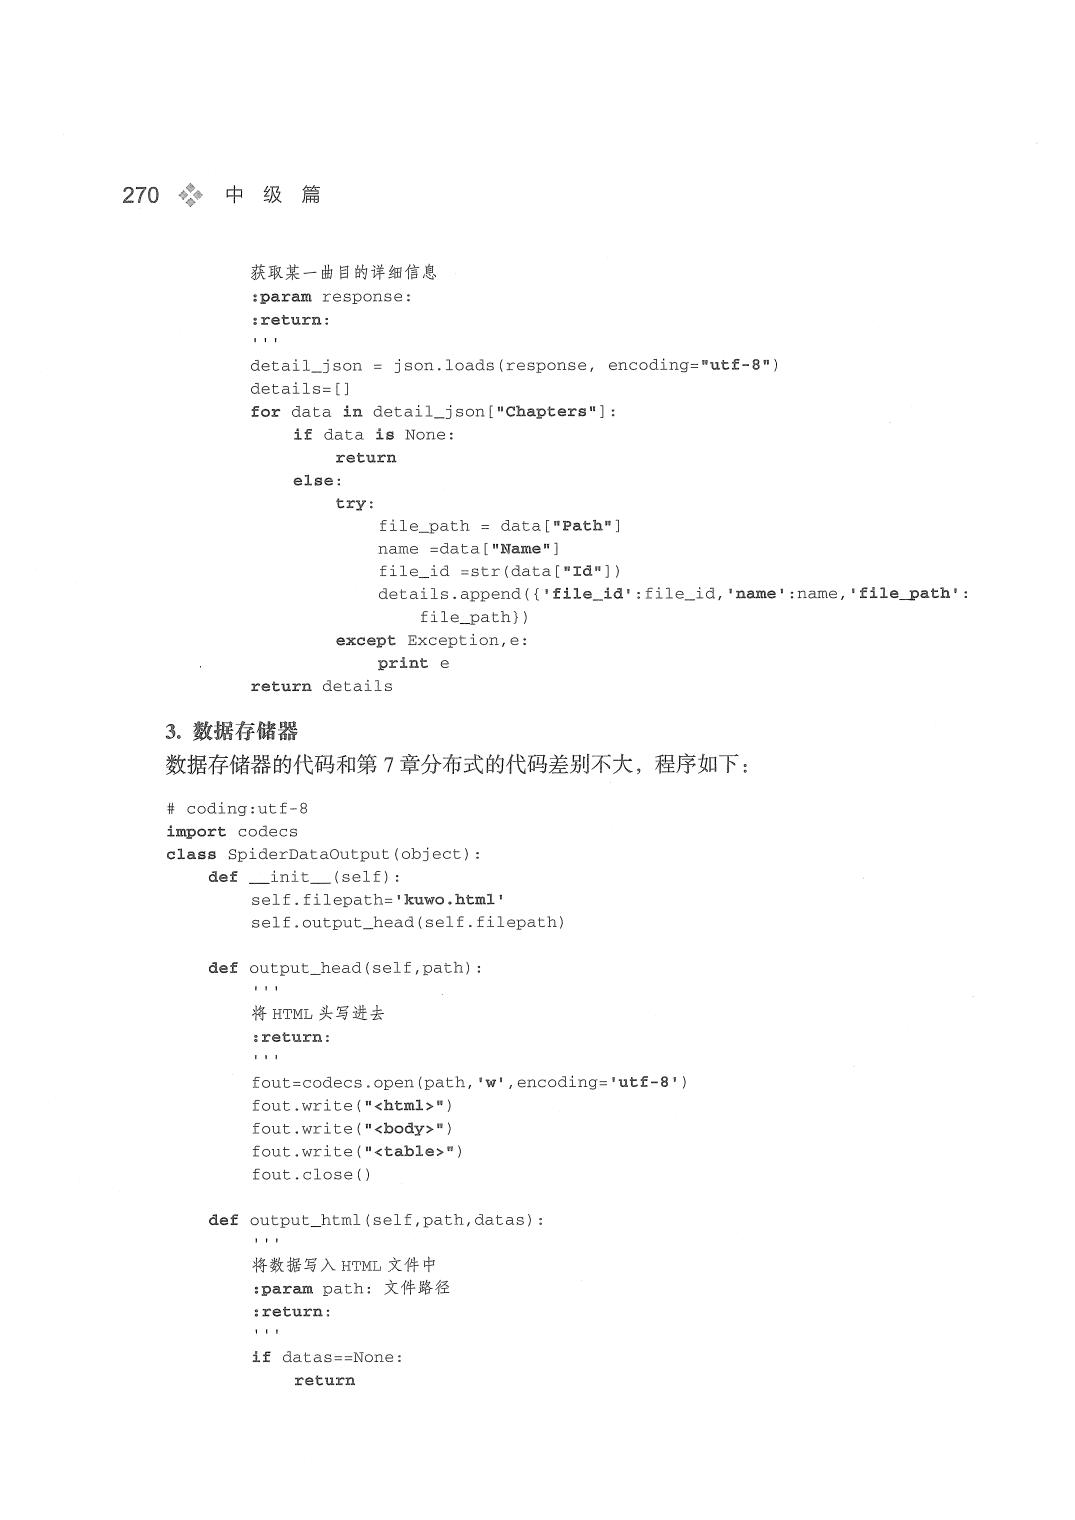 270 中 级 篇
获取某一曲目的详细信息
:param response:
:return:
'''
detail_json = json.loads(response, encoding="utf-8")
details=[]
for data in detail_json["Chapters"]:
    if data is None:
        return
    else:
        try:
            file_path = data["Path"]
            name =data["Name"]
            file_id =str(data["Id"])
            details.append({'file_id':file_id,'name':name,'file_path':
                file_path})
        except Exception,e:
            print e
return details
3. 数据存储器
数据存储器的代码和第 7 章分布式的代码差别不大，程序如下：
# coding:utf-8
import codecs
class SpiderDataOutput(object):
    def __init__(self):
        self.filepath='kuwo.html'
        self.output_head(self.filepath)
    def output_head(self,path):
        '''
        将 HTML 头写进去
        :return:
        '''
        fout=codecs.open(path,'w',encoding='utf-8')
        fout.write("<html>")
        fout.write("<body>")
        fout.write("<table>")
        fout.close()
    def output_html(self,path,datas):
        '''
        将数据写入 HTML 文件中
        :param path: 文件路径
        :return:
        '''
        if datas==None:
            return